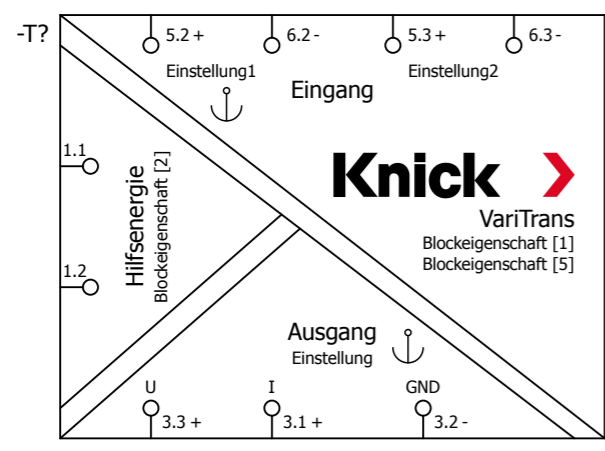 -T?
5.2 +
6.2 -
5.3 +
6.3 -
Einstellung1
Einstellung2
Eingang
1.1
Knick
Hilfsenergie
Blockeigenschaft [2]
VariTrans
Blockeigenschaft [1]
Blockeigenschaft [5]
1.2
Ausgang
Einstellung
U
I
GND
3.3 +
3.1 +
3.2 -